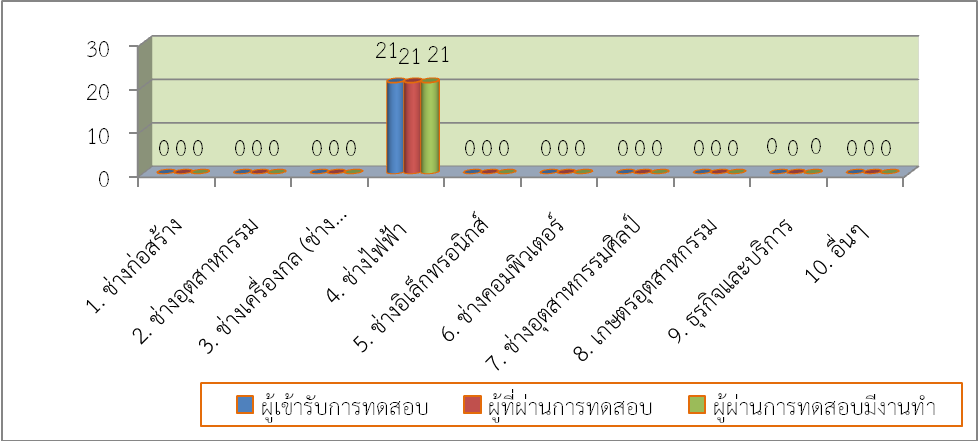 30
20
10
0
21 21 21
0 0 0
0 0 0
0 0 0
0 0 0
0 0 0
0 0 0
0 0 0
0 0 0
0 0 0
1. ช่างก่อสร้าง
2. ช่างอุตสาหกรรม
3. ช่างเครื่องกล (ช่าง...
4. ช่างไฟฟ้า
5. ช่างอิเล็กทรอนิกส์
6. ช่างคอมพิวเตอร์
7. ช่างอุตสาหกรรมศิลป์
8. เกษตรอุตสาหกรรม
9. ธุรกิจและบริการ
10. อื่นๆ
ผู้เข้ารับการทดสอบ ผู้ที่ผ่านการทดสอบ ผู้ผ่านการทดสอบมีงานทำ